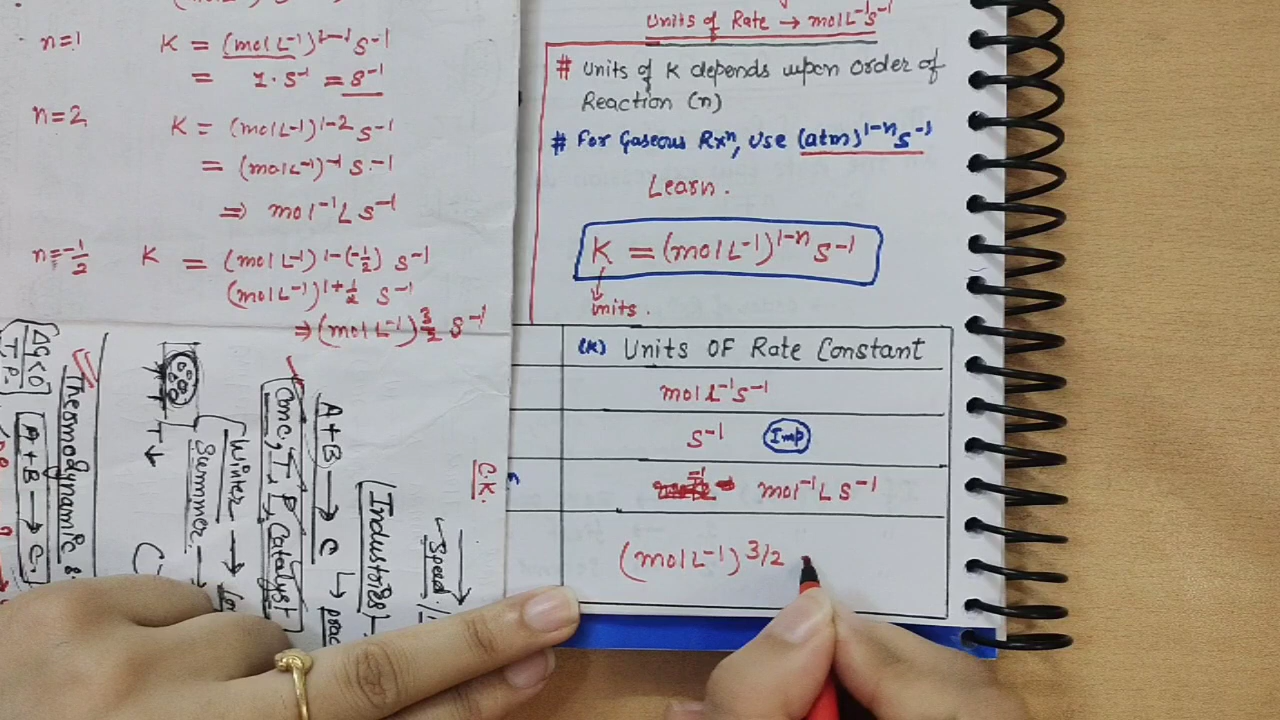 n=1 K = (mol L⁻¹)¹⁻¹ S⁻¹
= 1·S⁻¹ = S⁻¹
n=2 K = (mol L⁻¹)¹⁻² S⁻¹
= (mol L⁻¹)⁻¹ S⁻¹
⇒ mol⁻¹ L S⁻¹
n=-1/2 K = (mol L⁻¹) 1-(-1/2) S⁻¹
(mol L⁻¹)1+1/2 S⁻¹
⇒ (mol L⁻¹) 3/2 S⁻¹
ΔG<0
T,P.
A+B → C
Thermodynamic
T↓
Winter →
Summer →
Conc, T, P, Catalyst
A+B → C
Industries
Speed
C.K.
Units of Rate → mol L⁻¹ S⁻¹
# Units of K depends upon Order of
Reaction (n)
# For Gaseous Rxⁿ, Use (atm)¹⁻ⁿ S⁻¹
Learn.
K = (mol L⁻¹)¹⁻ⁿ S⁻¹
units.
(K) Units OF Rate Constant
mol L⁻¹ S⁻¹
S⁻¹ Imp
mol⁻¹ L S⁻¹
(mol L⁻¹) 3/2